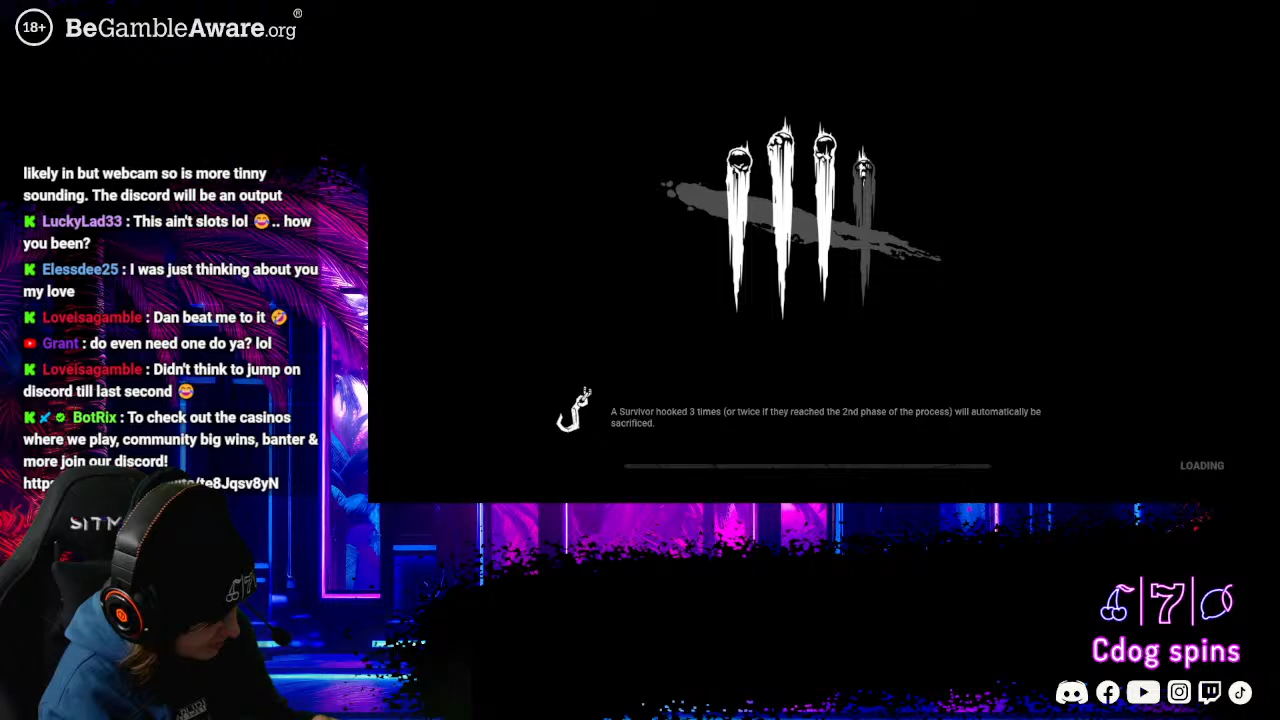 18+ BeGambleAware.org®
likely in but webcam so is more tinny
sounding. The discord will be an output
LuckyLad33 : This ain't slots lol 😂 .. how
you been?
Elessdee25 : I was just thinking about you
my love
Loveisagamble : Dan beat me to it 🤣
Grant : do even need one do ya? lol
Loveisagamble : Didn't think to jump on
discord till last second 😂
BotRix : To check out the casinos
where we play, community big wins, banter &
more join our discord!
A Survivor hooked 3 times (or twice if they reached the 2nd phase of the process) will automatically be
sacrificed.
LOADING
7
Cdog spins